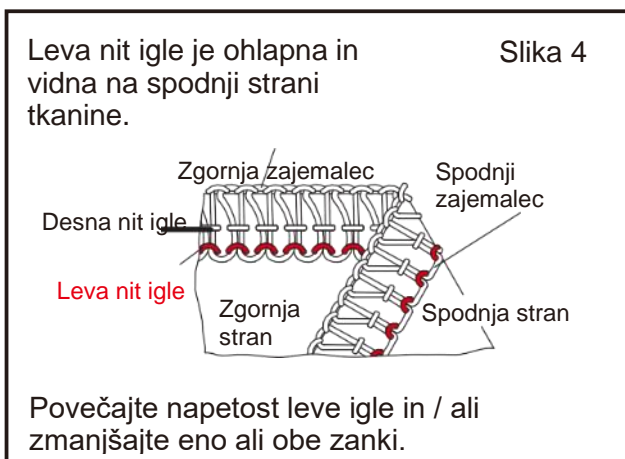 Leva nit igle je ohlapna in
vidna na spodnji strani
tkanine.
Slika 4
Zgornja zajemalec
Spodnji
zajemalec
Desna nit igle
Leva nit igle
Zgornja
stran
Spodnja stran
Povečajte napetost leve igle in / ali
zmanjšajte eno ali obe zanki.